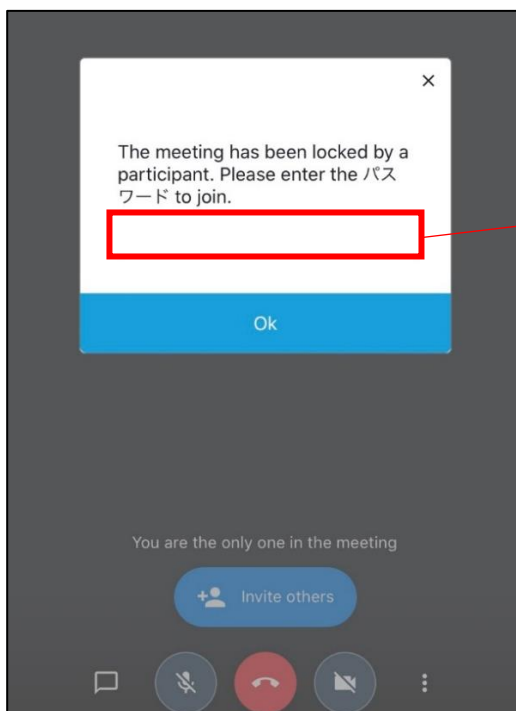 The meeting has been locked by a
participant. Please enter the パス
ワード to join.
Ok
You are the only one in the meeting
Invite others